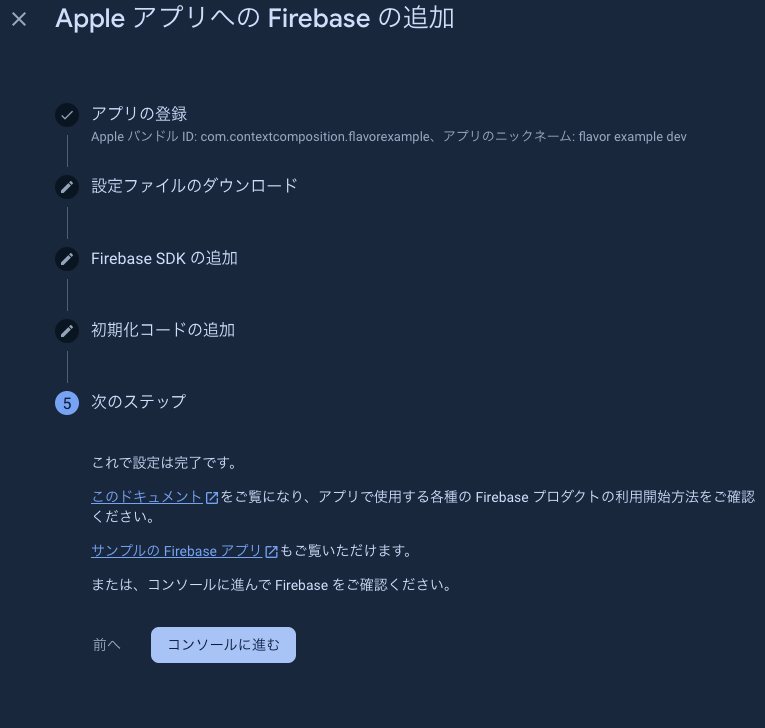 Apple アプリへの Firebase の追加
アプリの登録
Apple バンドル ID: com.contextcomposition.flavorexample、アプリのニックネーム: flavor example dev
設定ファイルのダウンロード
Firebase SDK の追加
初期化コードの追加
5
次のステップ
これで設定は完了です。
このドキュメントをご覧になり、アプリで使用する各種の Firebase プロダクトの利用開始方法をご確認
ください。
サンプルの Firebase アプリもご覧いただけます。
または、コンソールに進んで Firebase をご確認ください。
前へ
コンソールに進む